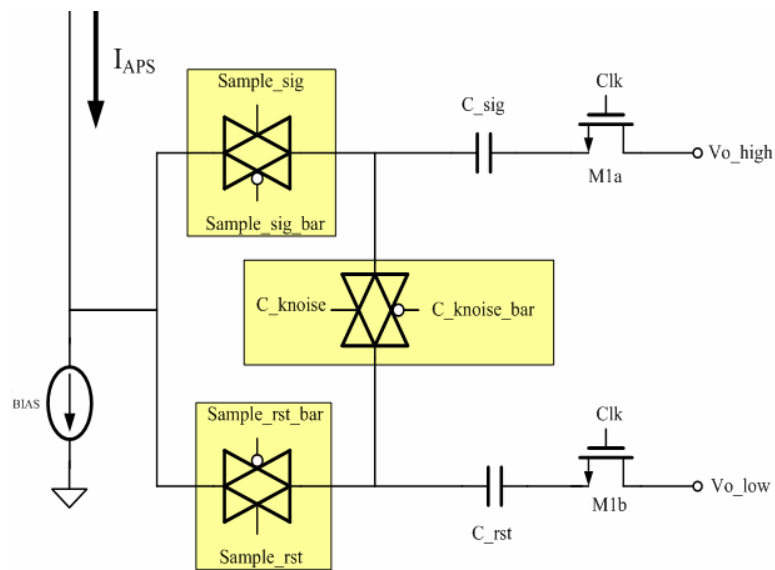 I_APS
Sample_sig
C_sig
Clk
Vo_high
M1a
Sample_sig_bar
C_knoise
C_knoise_bar
BIAS
Sample_rst_bar
Clk
Vo_low
M1b
C_rst
Sample_rst